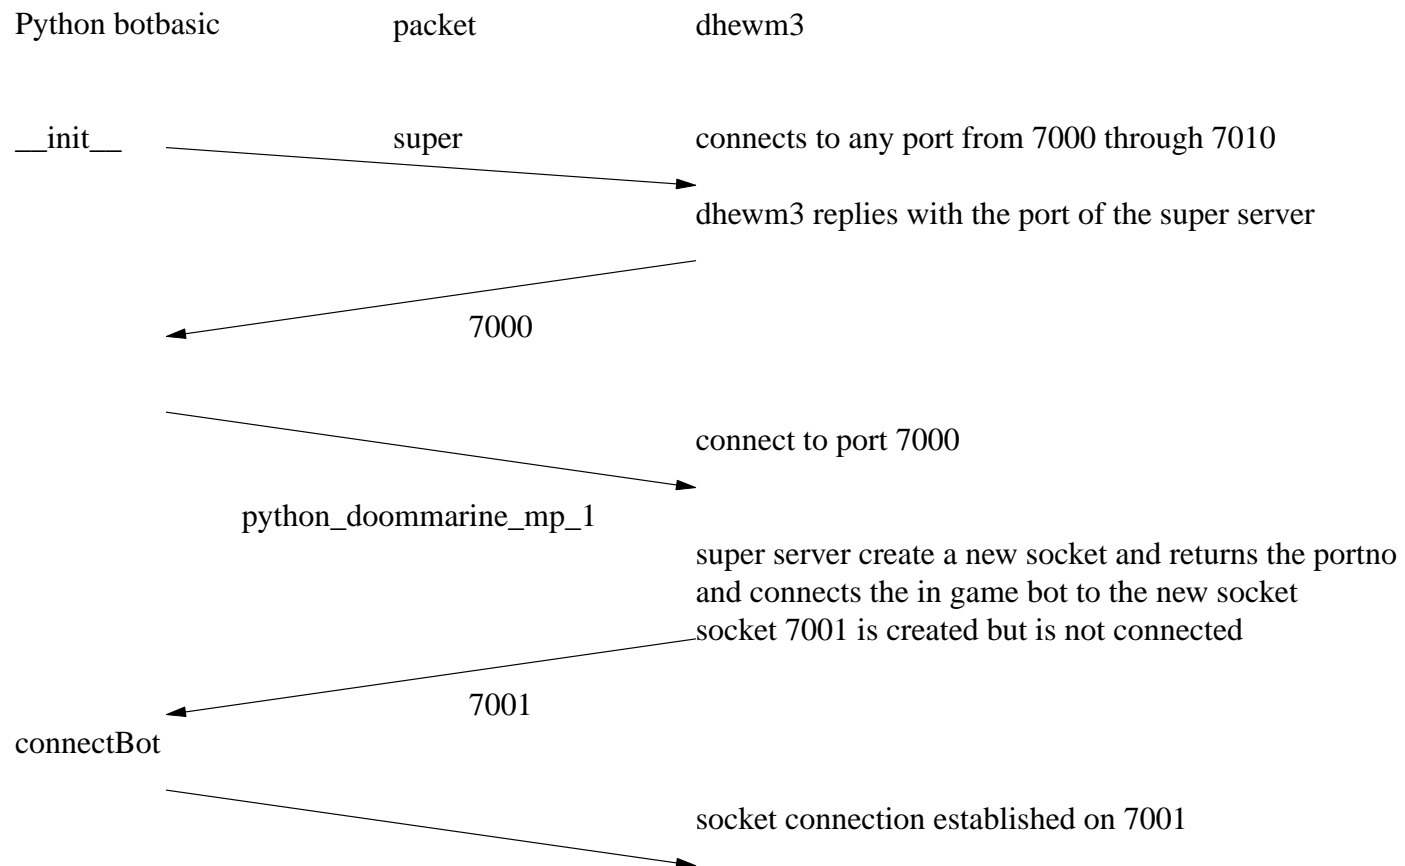 Python botbasic packet dhewm3
__init__ super connects to any port from 7000 through 7010
dhewm3 replies with the port of the super server
7000
connect to port 7000
python_doommarine_mp_1
super server create a new socket and returns the portno
and connects the in game bot to the new socket
socket 7001 is created but is not connected
7001
connectBot
socket connection established on 7001